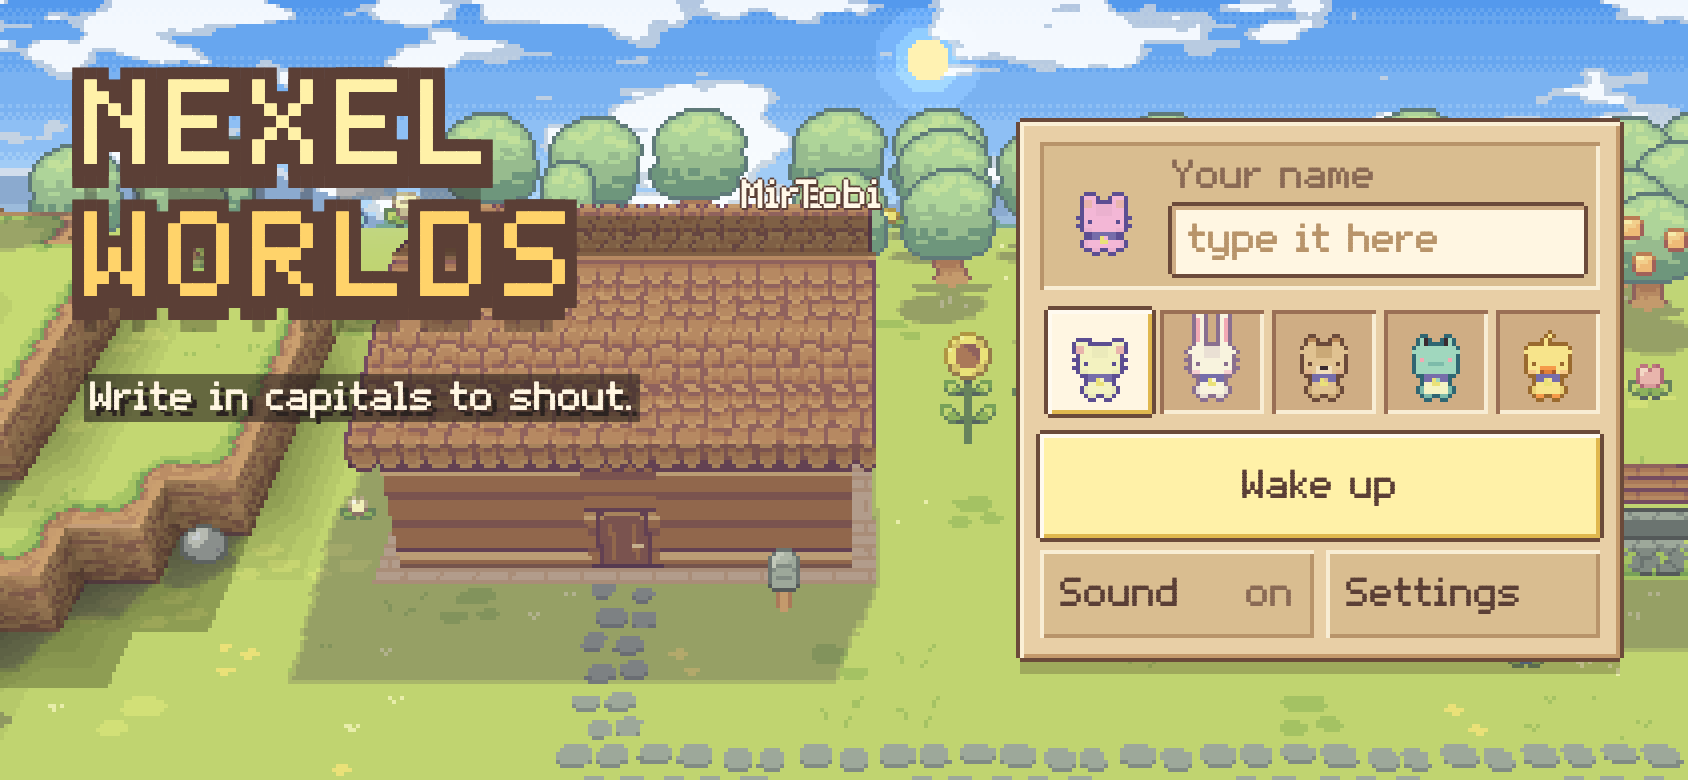 NEXEL
WORLDS
MirTobi
Write in capitals to shout.
Your name
type it here
Wake up
Sound on
Settings